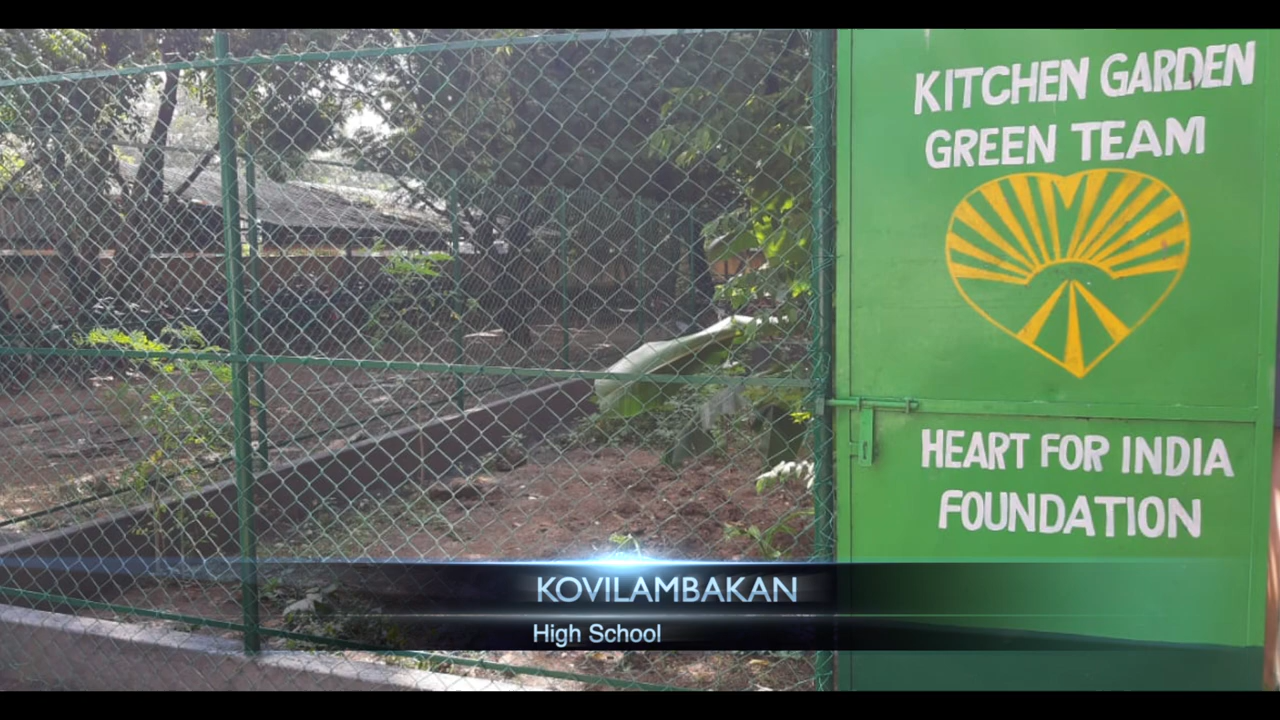 KITCHEN GARDEN
GREEN TEAM
HEART FOR INDIA
FOUNDATION
KOVILAMBAKAN
High School